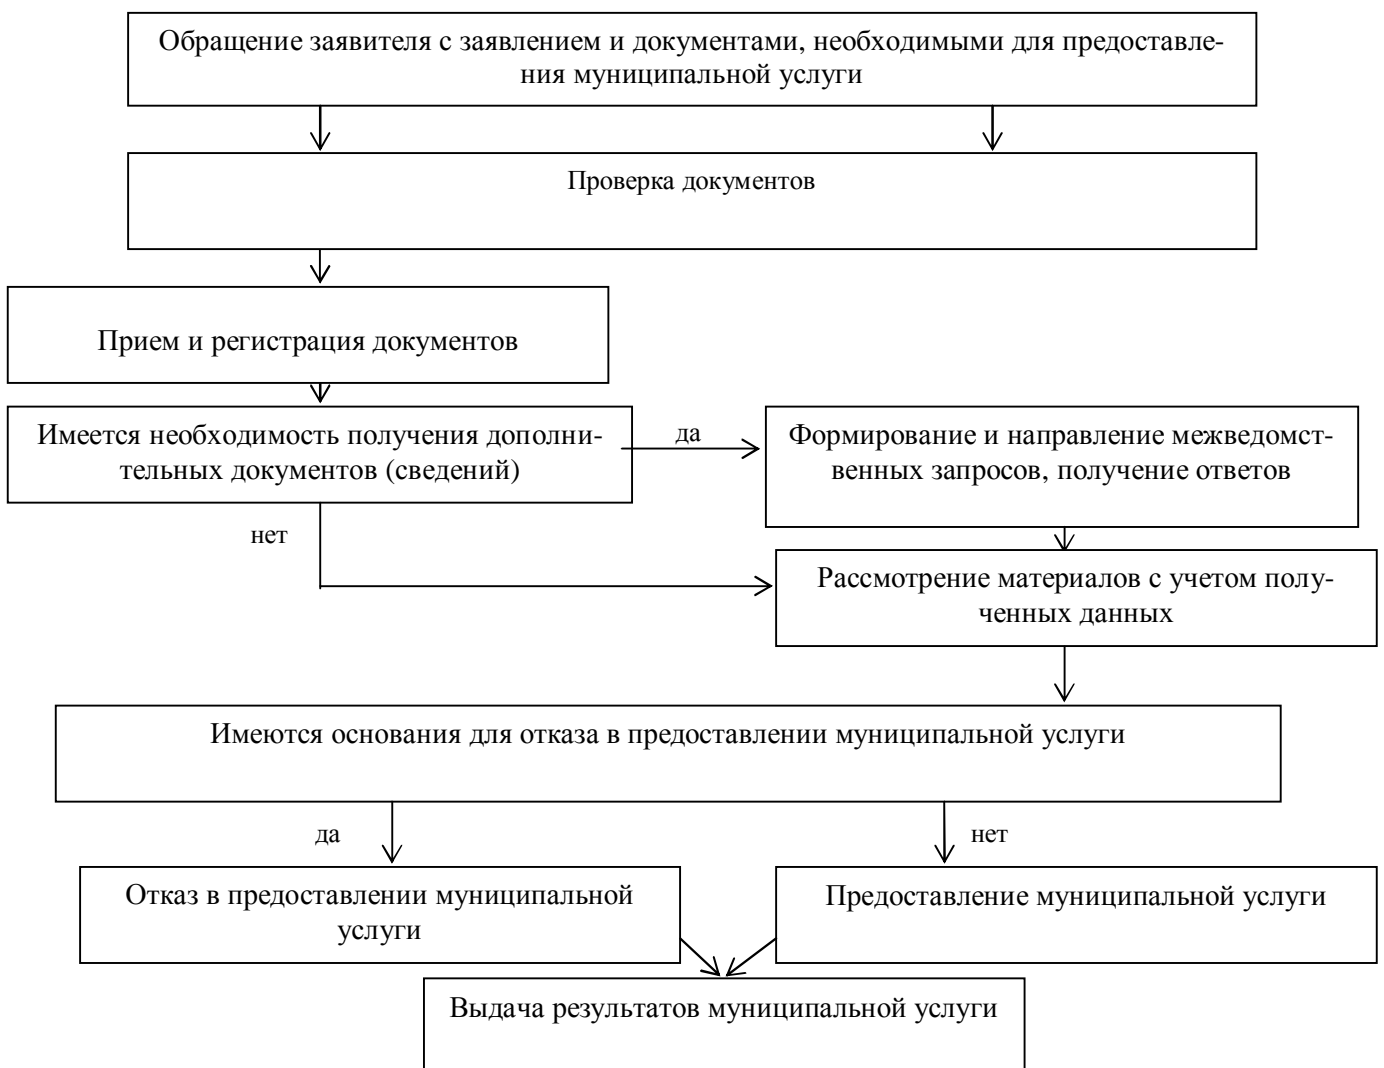 Обращение заявителя с заявлением и документами, необходимыми для предоставле-
ния муниципальной услуги
Проверка документов
Прием и регистрация документов
Имеется необходимость получения дополни-
тельных документов (сведений)
да
Формирование и направление межведомст-
венных запросов, получение ответов
нет
Рассмотрение материалов с учетом полу-
ченных данных
Имеются основания для отказа в предоставлении муниципальной услуги
да
нет
Отказ в предоставлении муниципальной
услуги
Предоставление муниципальной услуги
Выдача результатов муниципальной услуги